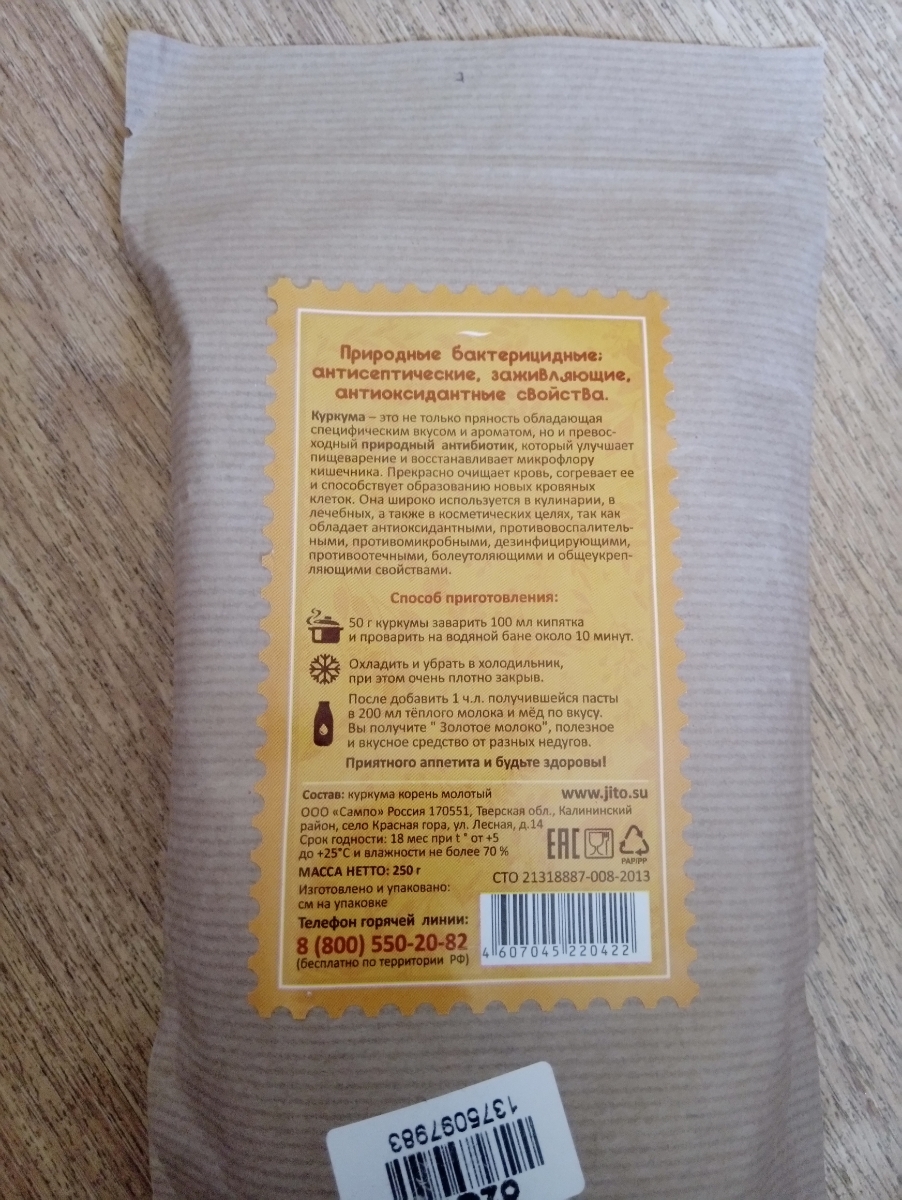 Природные бактерицидные;
антисептические, заживляющие,
антиоксидантные свойства.
Куркума – это не только пряность обладающая
специфическим вкусом и ароматом, но и превос-
ходный природный антибиотик, который улучшает
пищеварение и восстанавливает микрофлору
кишечника. Прекрасно очищает кровь, согревает ее
и способствует образованию новых кровяных
клеток. Она широко используется в кулинарии, в
лечебных, а также в косметических целях, так как
обладает антиоксидантными, противовоспалитель-
ными, противомикробными, дезинфицирующими,
противоотечными, болеутоляющими и общеукреп-
ляющими свойствами.
Способ приготовления:
50 г куркумы заварить 100 мл кипятка
и проварить на водяной бане около 10 минут.
Охладить и убрать в холодильник,
при этом очень плотно закрыв.
После добавить 1 ч.л. получившейся пасты
в 200 мл тёплого молока и мёд по вкусу.
Вы получите " Золотое молоко", полезное
и вкусное средство от разных недугов.
Приятного аппетита и будьте здоровы!
Состав: куркума корень молотый
www.jito.su
ООО «Сампо» Россия 170551, Тверская обл., Калининский
район, село Красная гора, ул. Лесная, д.14
Срок годности: 18 мес при t ° от +5
до +25°С и влажности не более 70 %
EAC
PAP/PP
МАССА НЕТТО: 250 г
СТО 21318887-008-2013
Изготовлено и упаковано:
см на упаковке
Телефон горячей линии:
8 (800) 550-20-82
(бесплатно по территории РФ)
4 607045 220422
1375097983